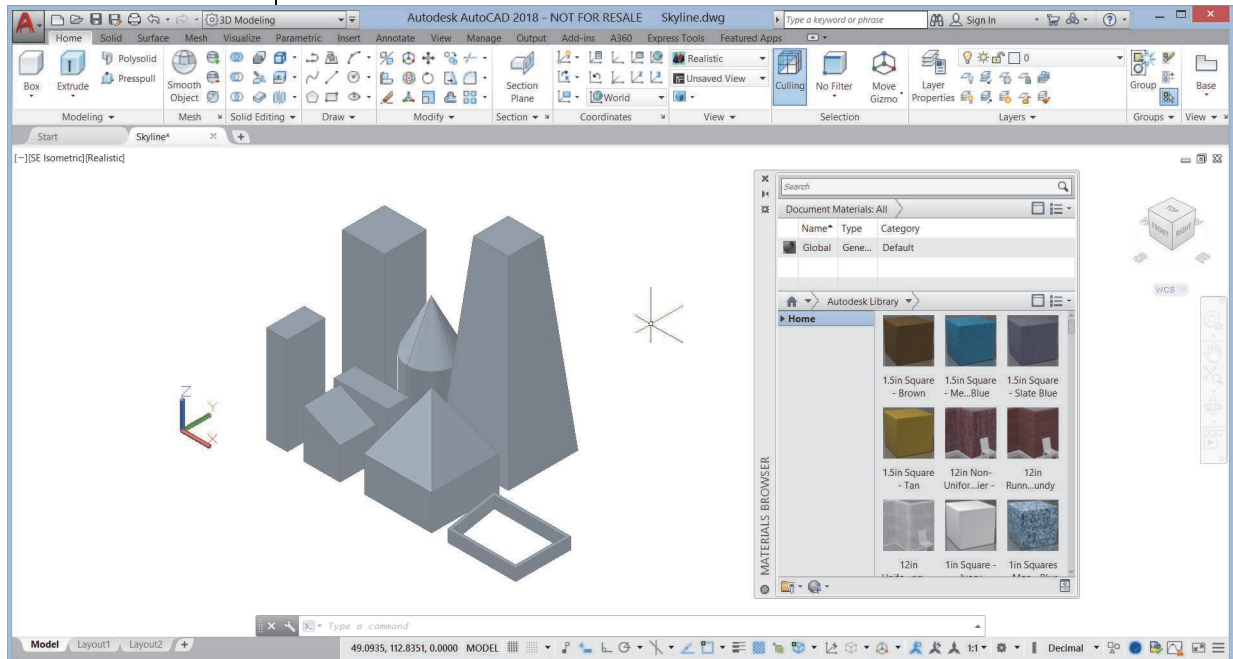 3D Modeling
Autodesk AutoCAD 2018 - NOT FOR RESALE Skyline.dwg
Type a keyword or phrase
Sign In
Home Solid Surface Mesh Visualize Parametric Insert Annotate View Manage Output Add-ins A360 Express Tools Featured Apps
Box
Extrude
Polysolid
Presspull
Smooth
Object
Section
Plane
World
Realistic
Unsaved View
Culling
No Filter
Move
Gizmo
Layer
Properties
0
Group
Base
Modeling Mesh Solid Editing Draw Modify Section Coordinates View Selection Layers Groups View
Start Skyline*
[−][SE Isometric][Realistic]
Search
Document Materials: All
Name Type Category
Global Gene... Default
Autodesk Library
Home
1.5in Square
- Brown
1.5in Square
- Me...Blue
1.5in Square
- Slate Blue
1.5in Square
- Tan
12in Non-
Unifor...ier -
12in
Runn...undy
12in
1in Square -
1in Squares
MATERIALS BROWSER
TOP
FRONT
RIGHT
S
E
WCS
Z
Y
X
Type a command
Model Layout1 Layout2
49.0935, 112.8351, 0.0000 MODEL
1:1
Decimal